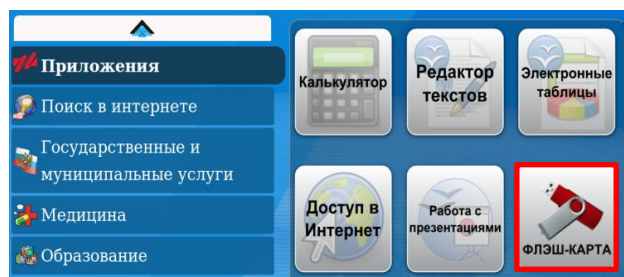 Приложения
Поиск в интернете
Государственные и
муниципальные услуги
Медицина
Образование
Калькулятор
Редактор
текстов
Электронные
таблицы
Доступ в
Интернет
Работа с
презентациями
ФЛЭШ-КАРТА